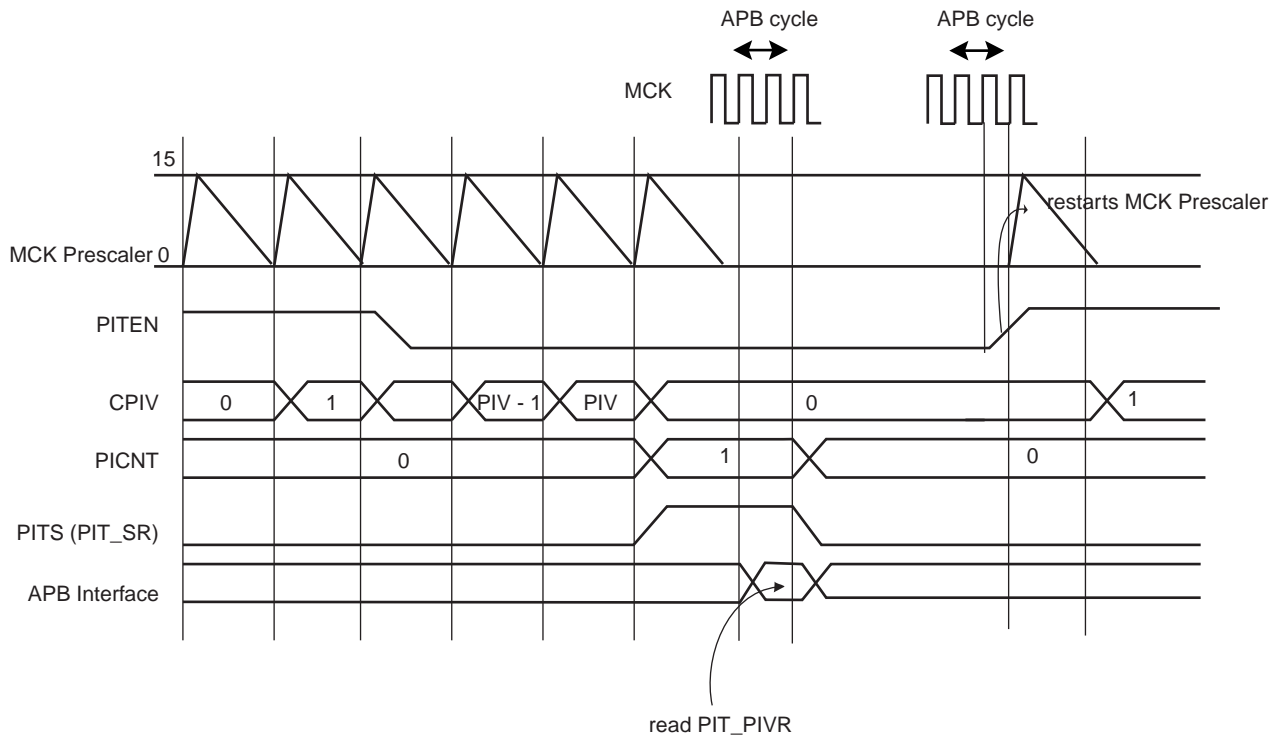 APB cycle
APB cycle
MCK
15
restarts MCK Prescaler
MCK Prescaler 0
PITEN
CPIV
0
1
PIV - 1
PIV
0
1
PICNT
0
1
0
PITS (PIT_SR)
APB Interface
read PIT_PIVR